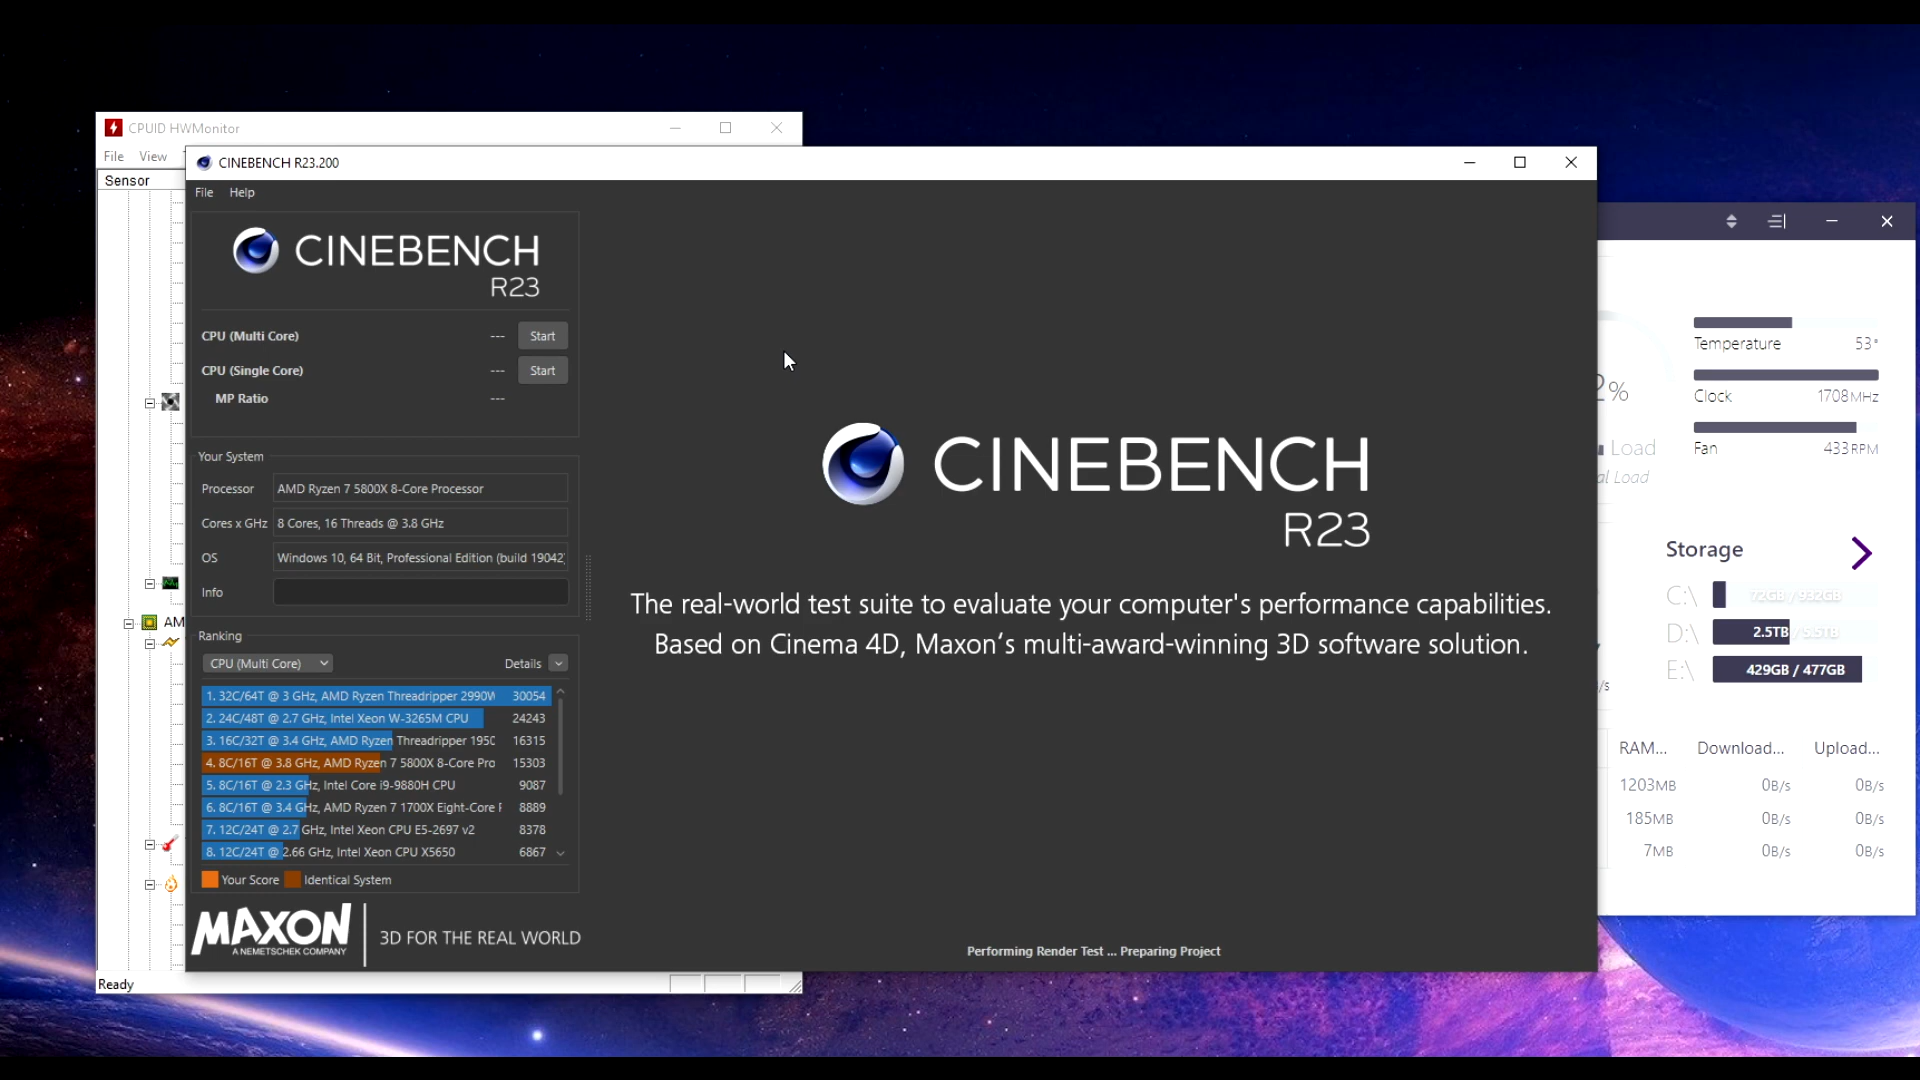 CPUID HWMonitor
File View
Sensor
CINEBENCH R23.200
File Help
CINEBENCH
R23
CPU (Multi Core) --- Start
CPU (Single Core) --- Start
MP Ratio ---
Your System
Processor AMD Ryzen 7 5800X 8-Core Processor
Cores x GHz 8 Cores, 16 Threads @ 3.8 GHz
OS Windows 10, 64 Bit, Professional Edition (build 19042)
Info
Ranking
CPU (Multi Core) Details
1. 32C/64T @ 3 GHz, AMD Ryzen Threadripper 2990W 30054
2. 24C/48T @ 2.7 GHz, Intel Xeon W-3265M CPU 24243
3. 16C/32T @ 3.4 GHz, AMD Ryzen Threadripper 1950 16315
4. 8C/16T @ 3.8 GHz, AMD Ryzen 7 5800X 8-Core Pro 15303
5. 8C/16T @ 2.3 GHz, Intel Core i9-9880H CPU 9087
6. 8C/16T @ 3.4 GHz, AMD Ryzen 7 1700X Eight-Core 8889
7. 12C/24T @ 2.7 GHz, Intel Xeon CPU E5-2697 v2 8378
8. 12C/24T @ 2.66 GHz, Intel Xeon CPU X5650 6867
Your Score Identical System
MAXON
A NEMETSCHEK COMPANY
3D FOR THE REAL WORLD
CINEBENCH
R23
The real-world test suite to evaluate your computer's performance capabilities.
Based on Cinema 4D, Maxon's multi-award-winning 3D software solution.
Performing Render Test ... Preparing Project
AM
Ready
Temperature 53°
2%
Clock 1708MHz
Load
Fan 433RPM
al Load
Storage
C:\ 72GB / 932GB
D:\ 2.5TB / 5.5TB
E:\ 429GB / 477GB
/s
RAM... Download... Upload...
1203MB 0B/s 0B/s
185MB 0B/s 0B/s
7MB 0B/s 0B/s